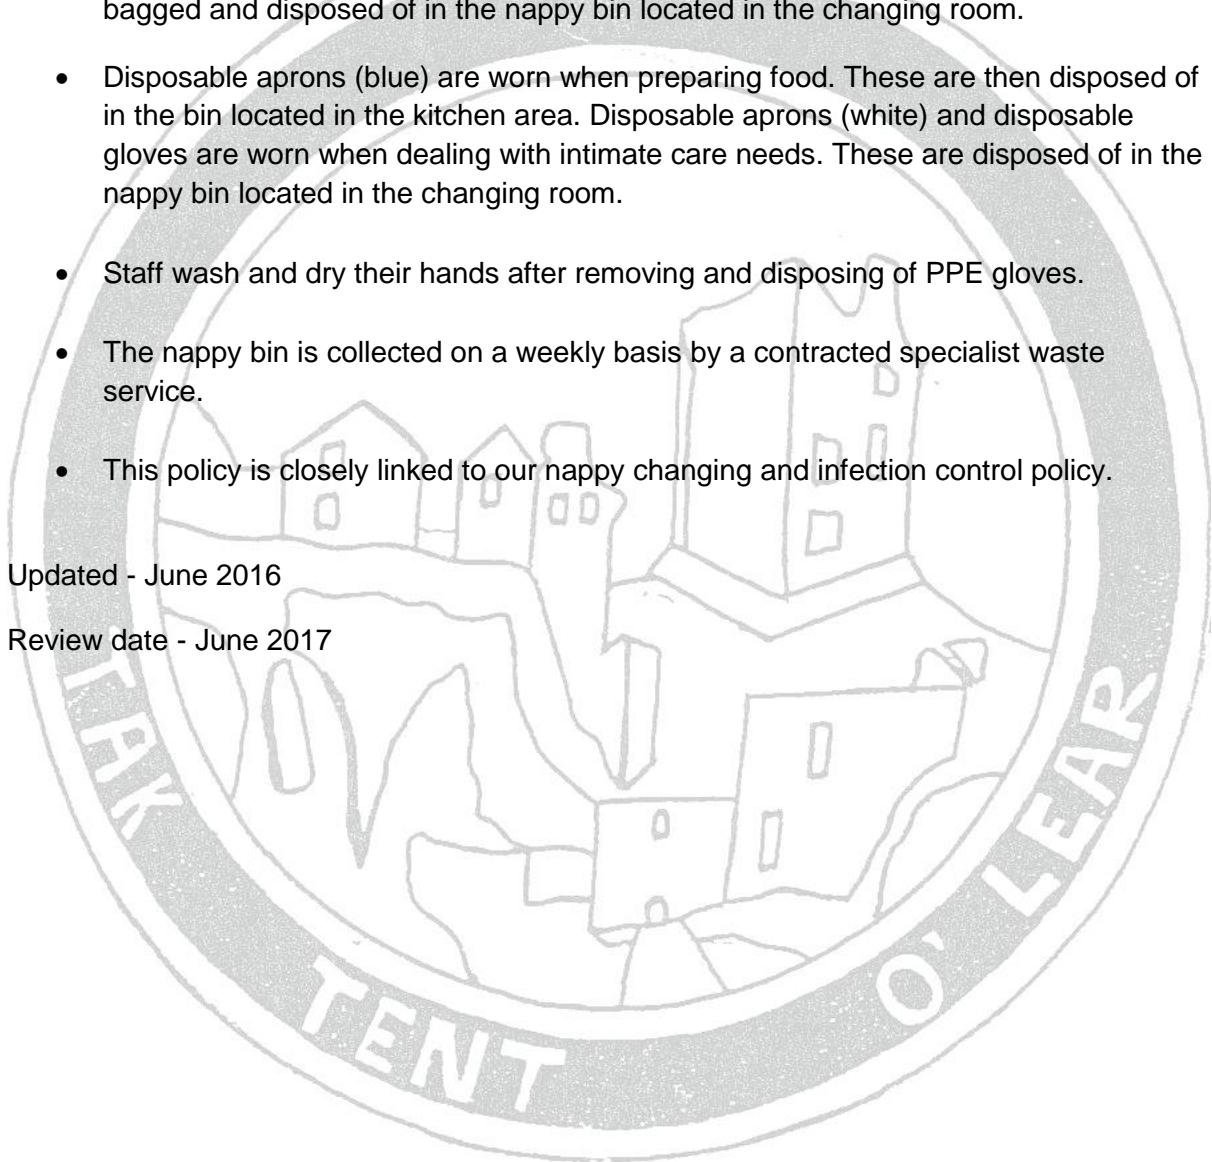 bagged and disposed of in the nappy bin located in the changing room.
• Disposable aprons (blue) are worn when preparing food. These are then disposed of
in the bin located in the kitchen area. Disposable aprons (white) and disposable
gloves are worn when dealing with intimate care needs. These are disposed of in the
nappy bin located in the changing room.
• Staff wash and dry their hands after removing and disposing of PPE gloves.
• The nappy bin is collected on a weekly basis by a contracted specialist waste
service.
• This policy is closely linked to our nappy changing and infection control policy.
Updated - June 2016
Review date - June 2017
TAK TENT O' LEAR